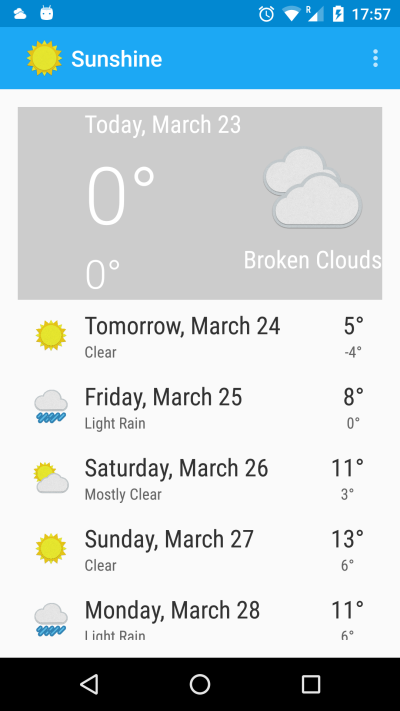 R
17:57
Sunshine
Today, March 23
0°
0°
Broken Clouds
Tomorrow, March 24 5°
Clear -4°
Friday, March 25 8°
Light Rain 0°
Saturday, March 26 11°
Mostly Clear 3°
Sunday, March 27 13°
Clear 6°
Monday, March 28 11°
Light Rain 6°